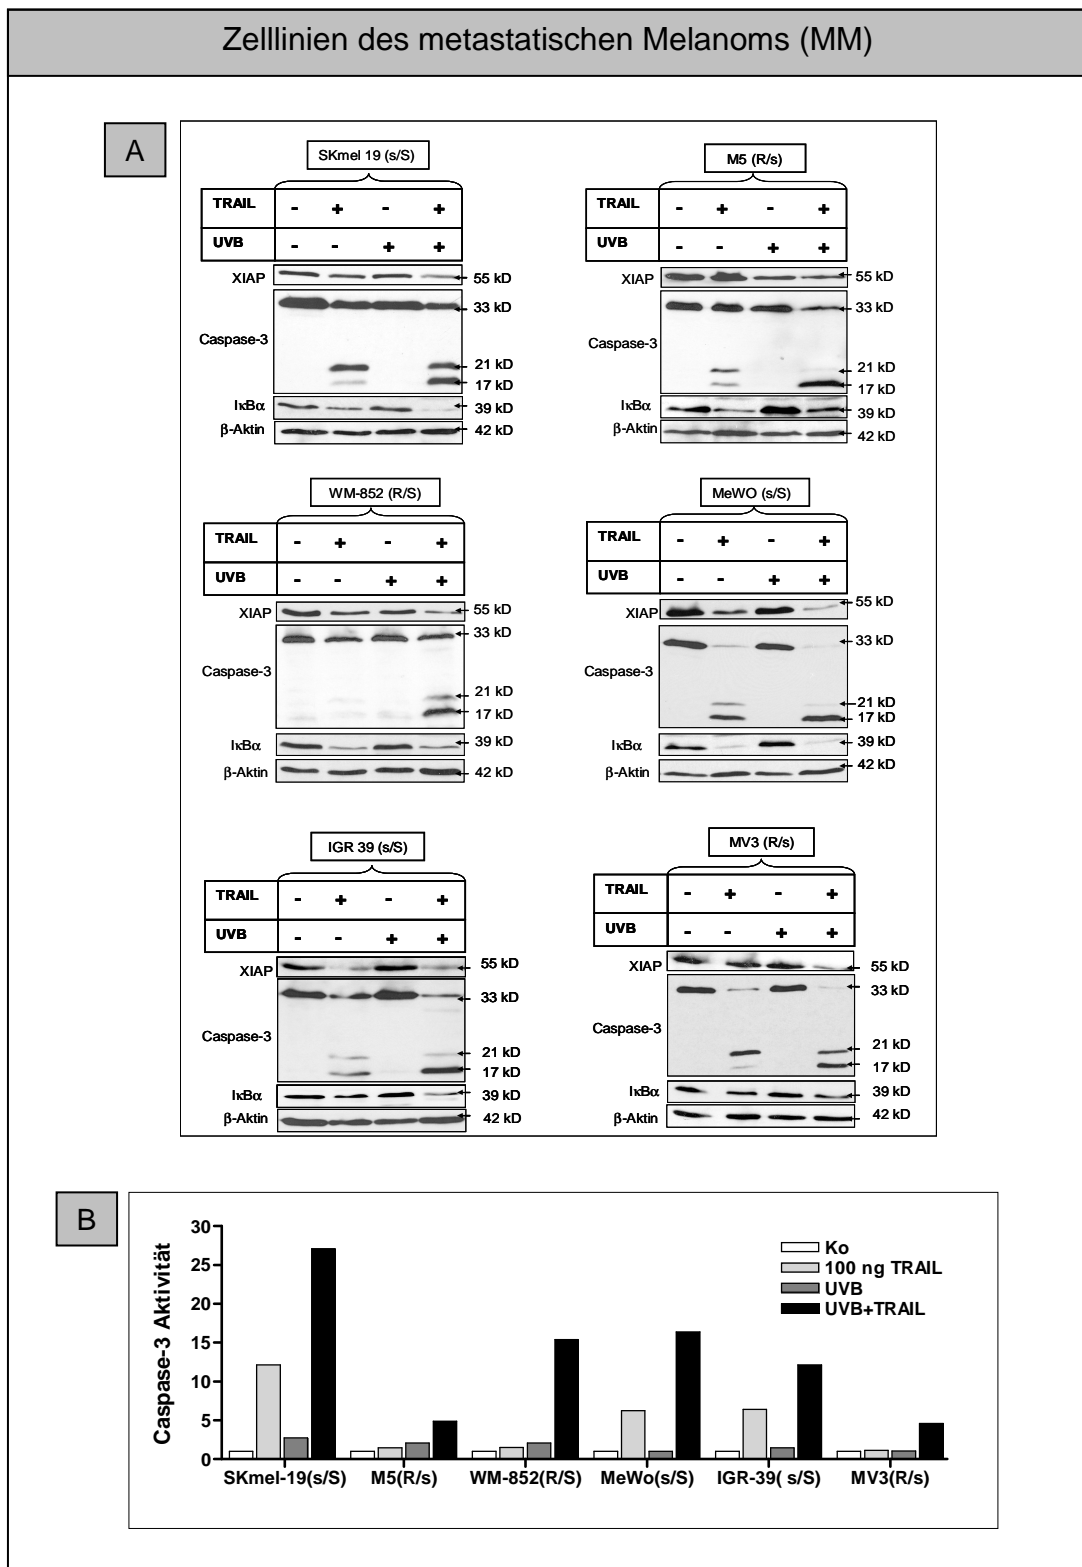 Zelllinien des metastatischen Melanoms (MM)
A
SKmel 19 (s/S)
TRAIL - + - +
UVB - - + +
XIAP 55 kD
33 kD
Caspase-3
21 kD
17 kD
IκBα 39 kD
β-Aktin 42 kD
M5 (R/s)
TRAIL - + - +
UVB - - + +
XIAP 55 kD
33 kD
Caspase-3
21 kD
17 kD
IκBα 39 kD
β-Aktin 42 kD
WM-852 (R/S)
TRAIL - + - +
UVB - - + +
XIAP 55 kD
33 kD
Caspase-3
21 kD
17 kD
IκBα 39 kD
β-Aktin 42 kD
MeWO (s/S)
TRAIL - + - +
UVB - - + +
XIAP 55 kD
33 kD
Caspase-3
21 kD
17 kD
IκBα 39 kD
β-Aktin 42 kD
IGR 39 (s/S)
TRAIL - + - +
UVB - - + +
XIAP 55 kD
33 kD
Caspase-3
21 kD
17 kD
IκBα 39 kD
β-Aktin 42 kD
MV3 (R/s)
TRAIL - + - +
UVB - - + +
XIAP 55 kD
33 kD
Caspase-3
21 kD
17 kD
IκBα 39 kD
β-Aktin 42 kD
B
Caspase-3 Aktivität
30
25
20
15
10
5
0
Ko
100 ng TRAIL
UVB
UVB+TRAIL
SKmel-19(s/S) M5(R/s) WM-852(R/S) MeWo(s/S) IGR-39( s/S) MV3(R/s)